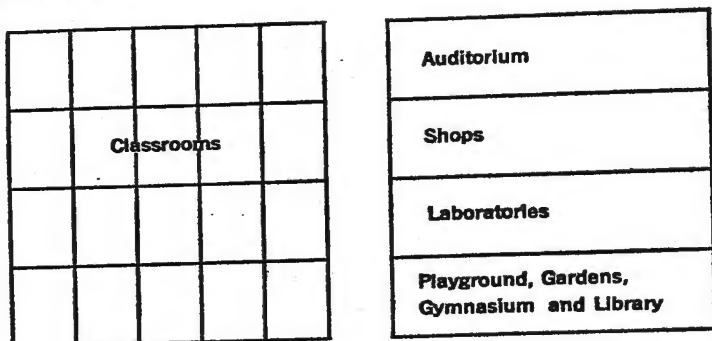 Classrooms
Auditorium
Shops
Laboratories
Playground, Gardens,
Gymnasium and Library